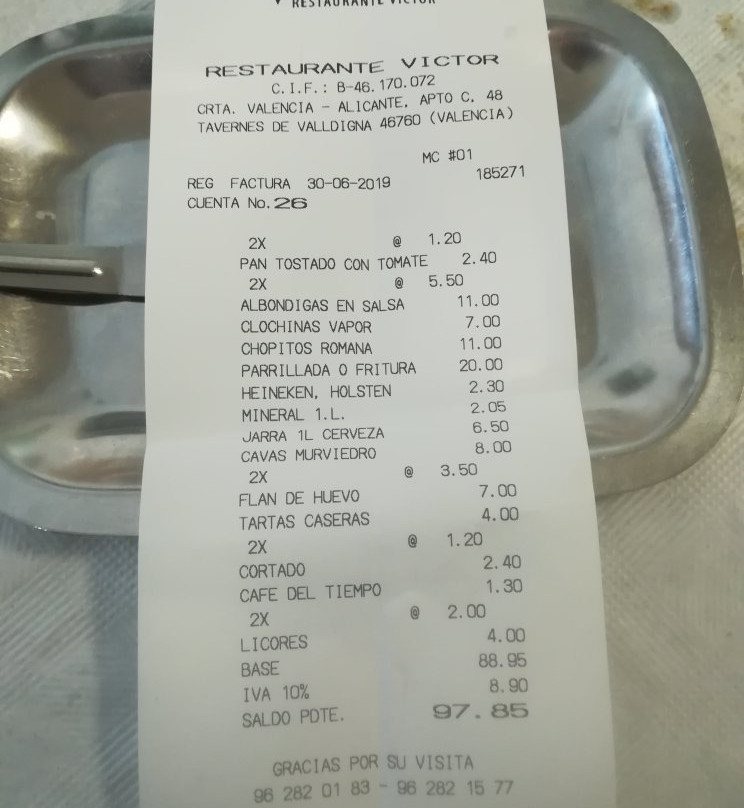 RESTAURANTE VICTOR
RESTAURANTE VICTOR
C.I.F.: B-46.170.072
CRTA. VALENCIA - ALICANTE, APTO C. 48
TAVERNES DE VALLDIGNA 46760 (VALENCIA)
MC #01
REG FACTURA 30-06-2019 185271
CUENTA No. 26
2X @ 1.20
PAN TOSTADO CON TOMATE 2.40
2X @ 5.50
ALBONDIGAS EN SALSA 11.00
CLOCHINAS VAPOR 7.00
CHOPITOS ROMANA 11.00
PARRILLADA O FRITURA 20.00
HEINEKEN, HOLSTEN 2.30
MINERAL 1.L. 2.05
JARRA 1L CERVEZA 6.50
CAVAS MURVIEDRO 8.00
2X @ 3.50
FLAN DE HUEVO 7.00
TARTAS CASERAS 4.00
2X @ 1.20
CORTADO 2.40
CAFE DEL TIEMPO 1.30
2X @ 2.00
LICORES 4.00
BASE 88.95
IVA 10% 8.90
SALDO PDTE. 97.85
GRACIAS POR SU VISITA
96 282 01 83 - 96 282 15 77